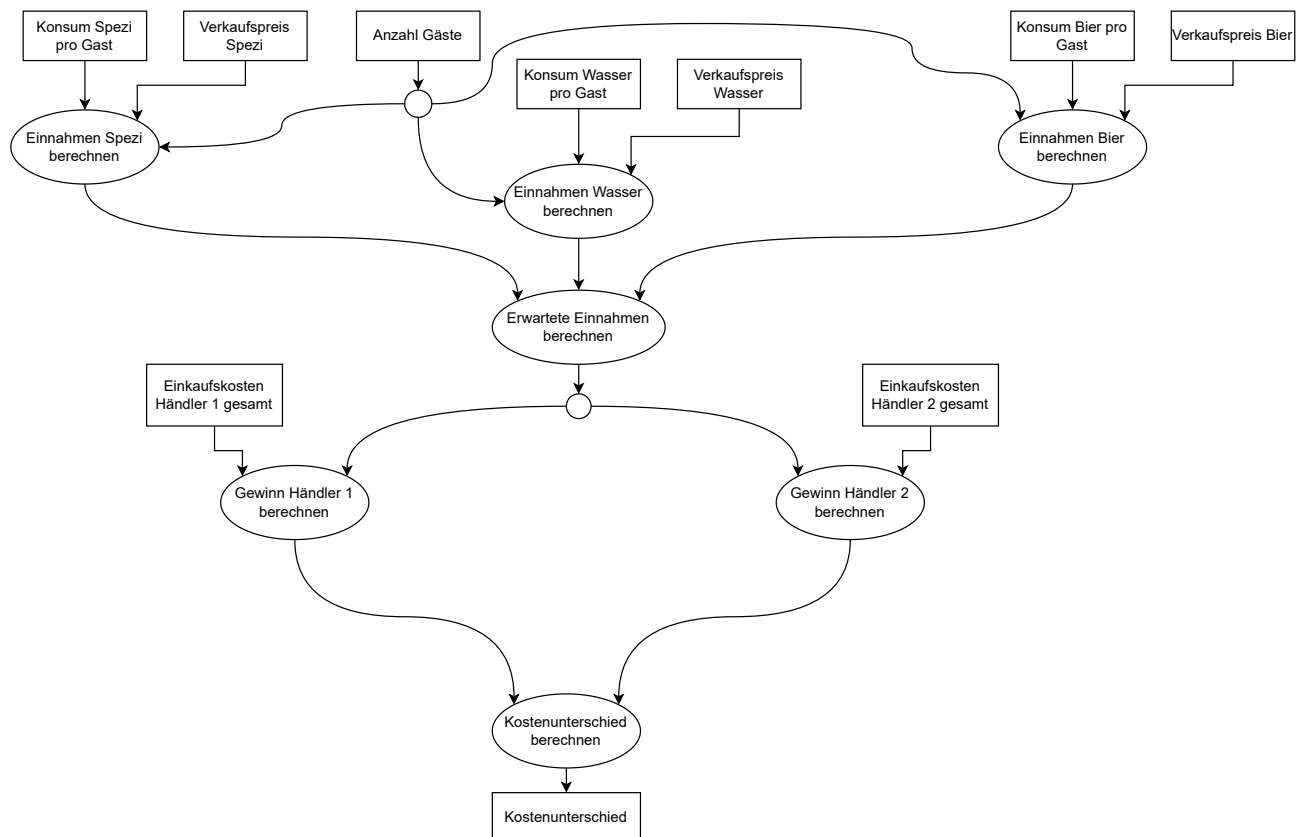 Konsum Spezi
pro Gast
Verkaufspreis
Spezi
Anzahl Gäste
Konsum Wasser
pro Gast
Verkaufspreis
Wasser
Konsum Bier pro
Gast
Verkaufspreis Bier
Einnahmen Spezi
berechnen
Einnahmen Wasser
berechnen
Einnahmen Bier
berechnen
Erwartete Einnahmen
berechnen
Einkaufskosten
Händler 1 gesamt
Einkaufskosten
Händler 2 gesamt
Gewinn Händler 1
berechnen
Gewinn Händler 2
berechnen
Kostenunterschied
berechnen
Kostenunterschied